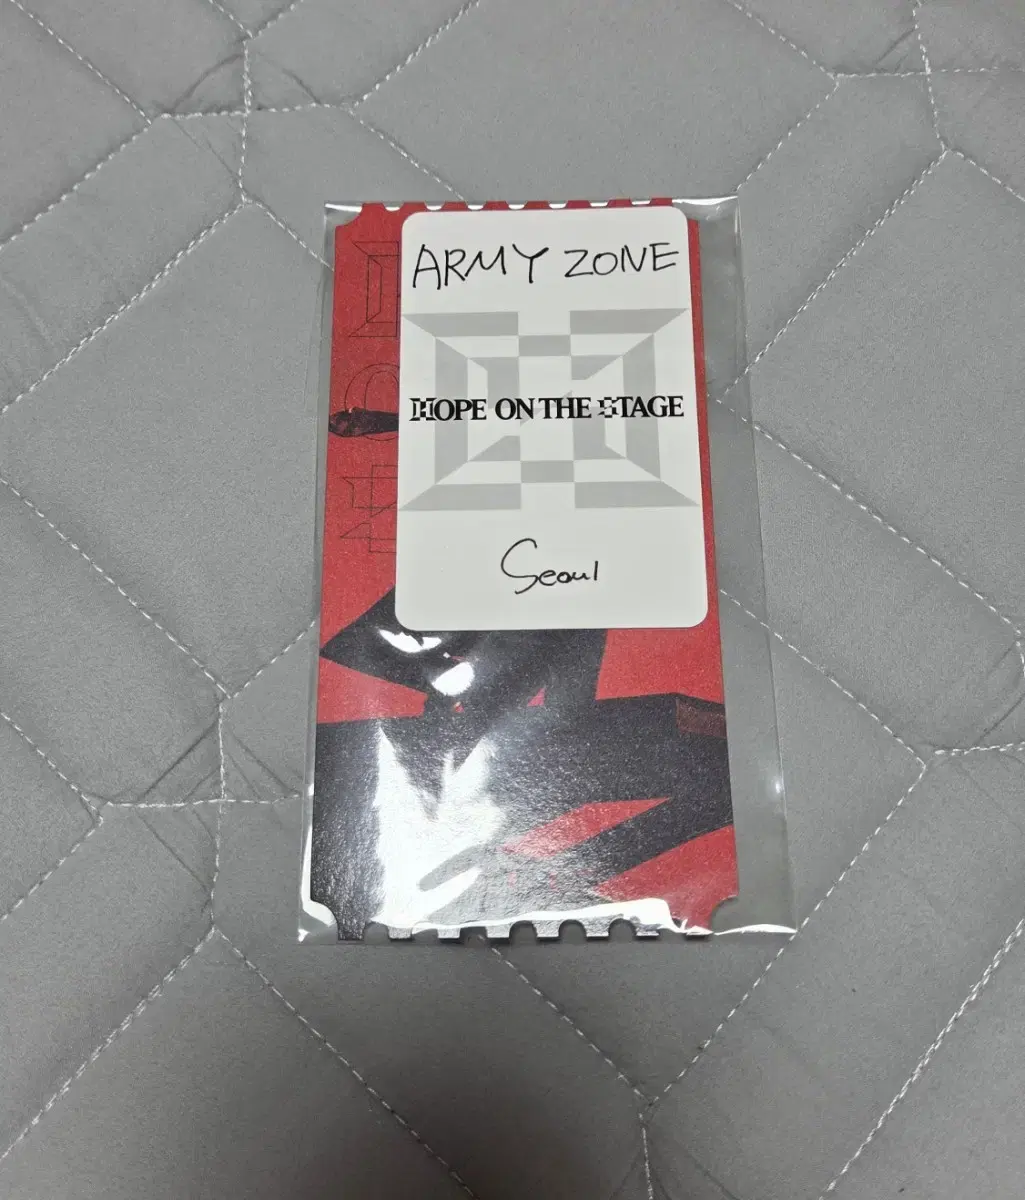 ARMY ZONE
HOPE ON THE STAGE
Seoul